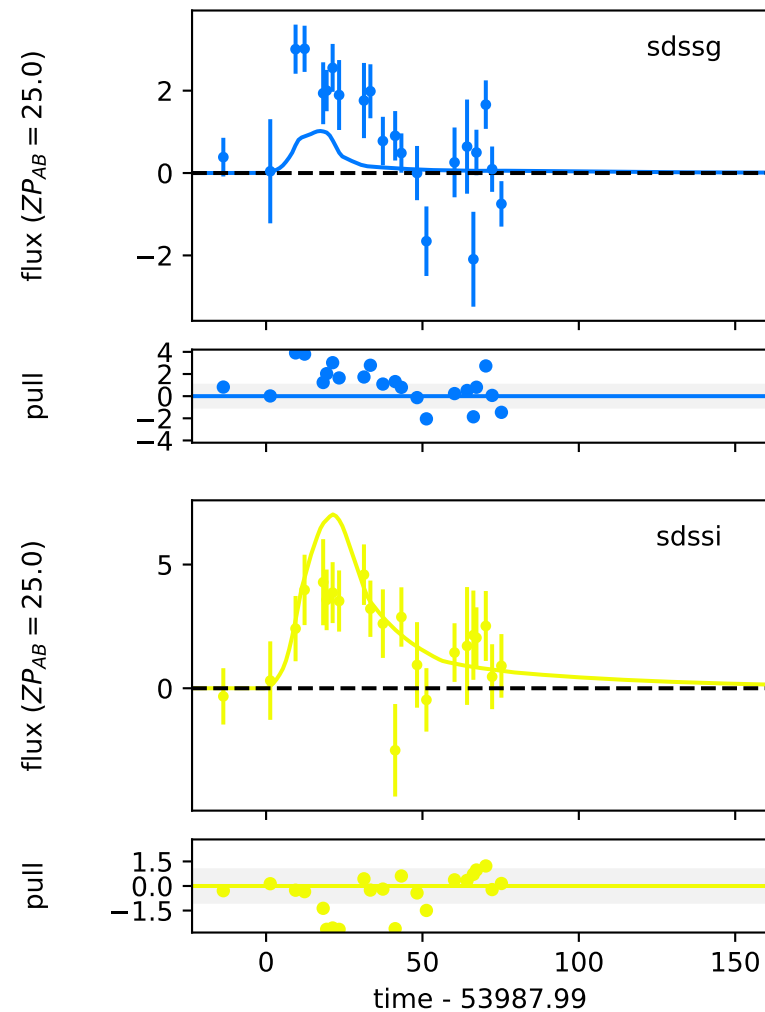 sdssg
flux (ZP_AB = 25.0)
2
0
−2
pull
4
2
0
−2
−4
sdssi
flux (ZP_AB = 25.0)
5
0
pull
1.5
0.0
−1.5
0 50 100 150
time - 53987.99